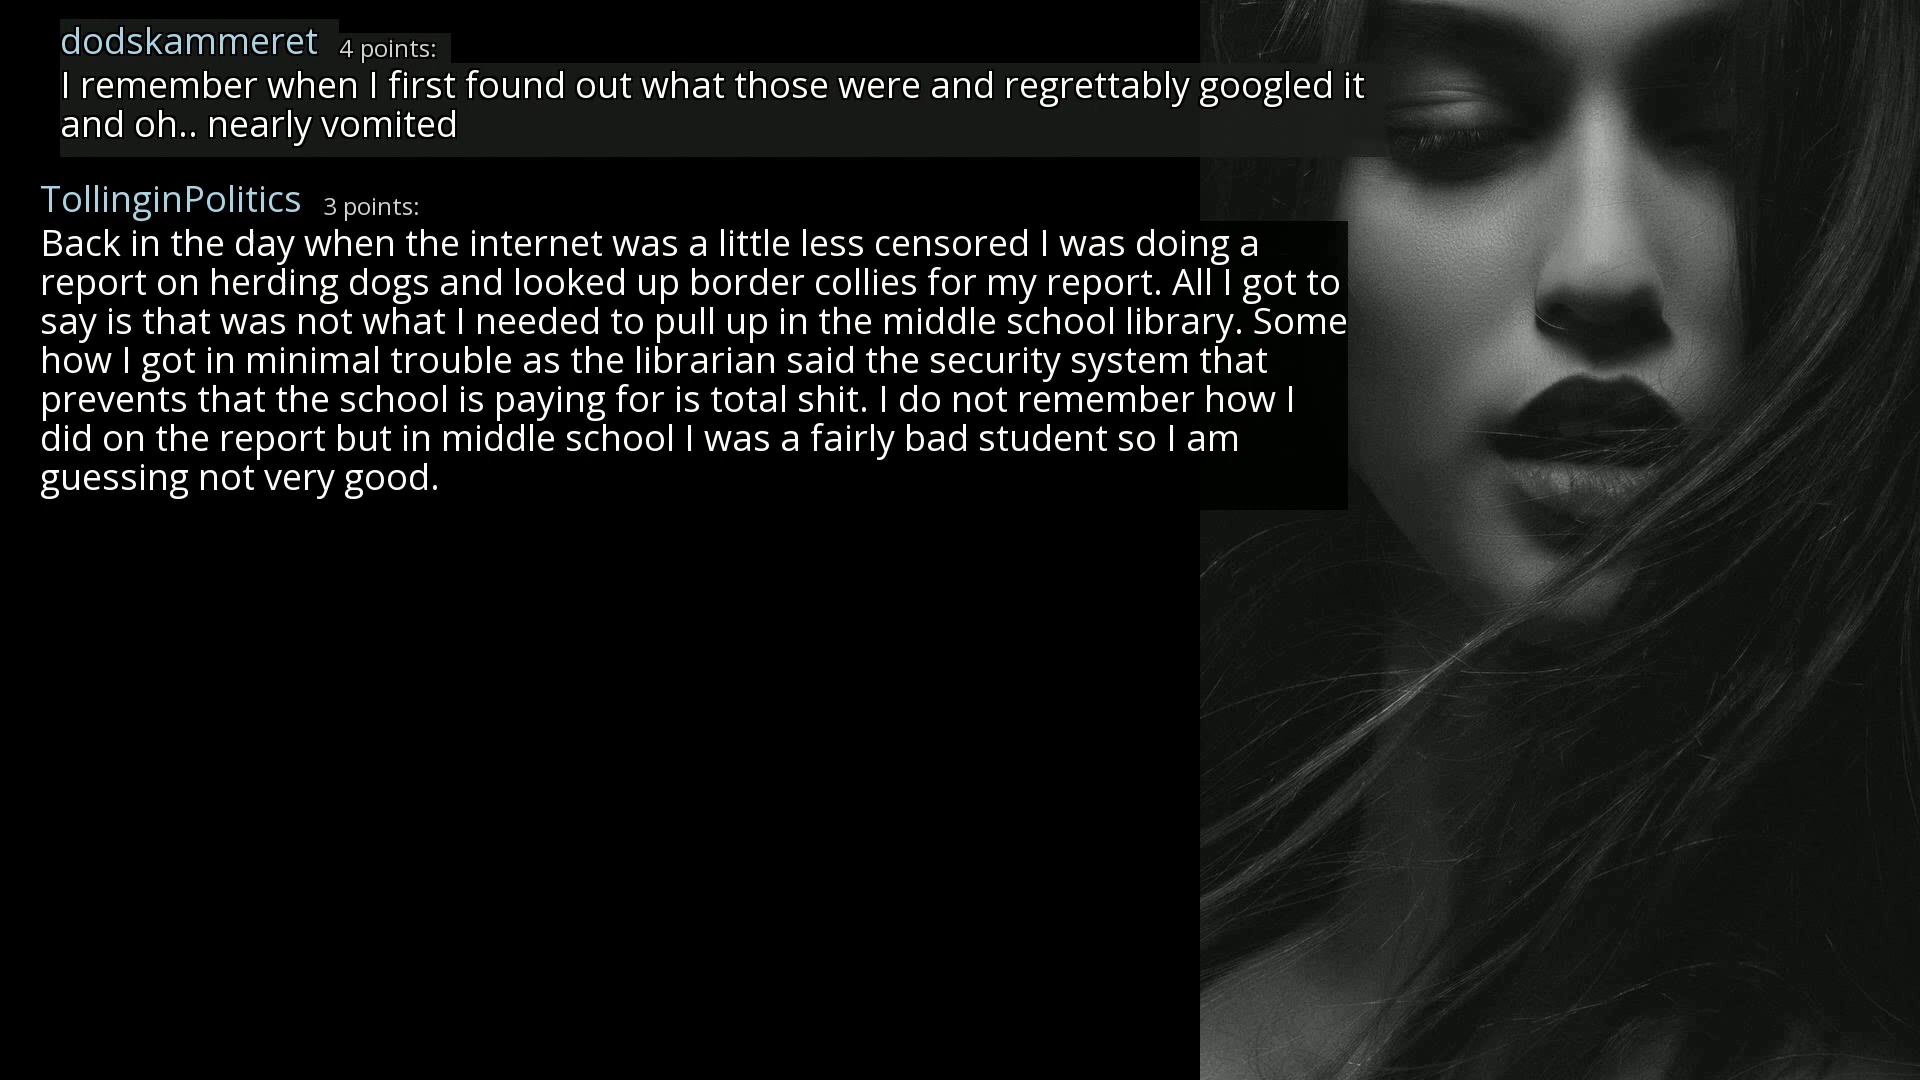 dodskammeret 4 points:
I remember when I first found out what those were and regrettably googled it
and oh.. nearly vomited
TollinginPolitics 3 points:
Back in the day when the internet was a little less censored I was doing a
report on herding dogs and looked up border collies for my report. All I got to
say is that was not what I needed to pull up in the middle school library. Some
how I got in minimal trouble as the librarian said the security system that
prevents that the school is paying for is total shit. I do not remember how I
did on the report but in middle school I was a fairly bad student so I am
guessing not very good.